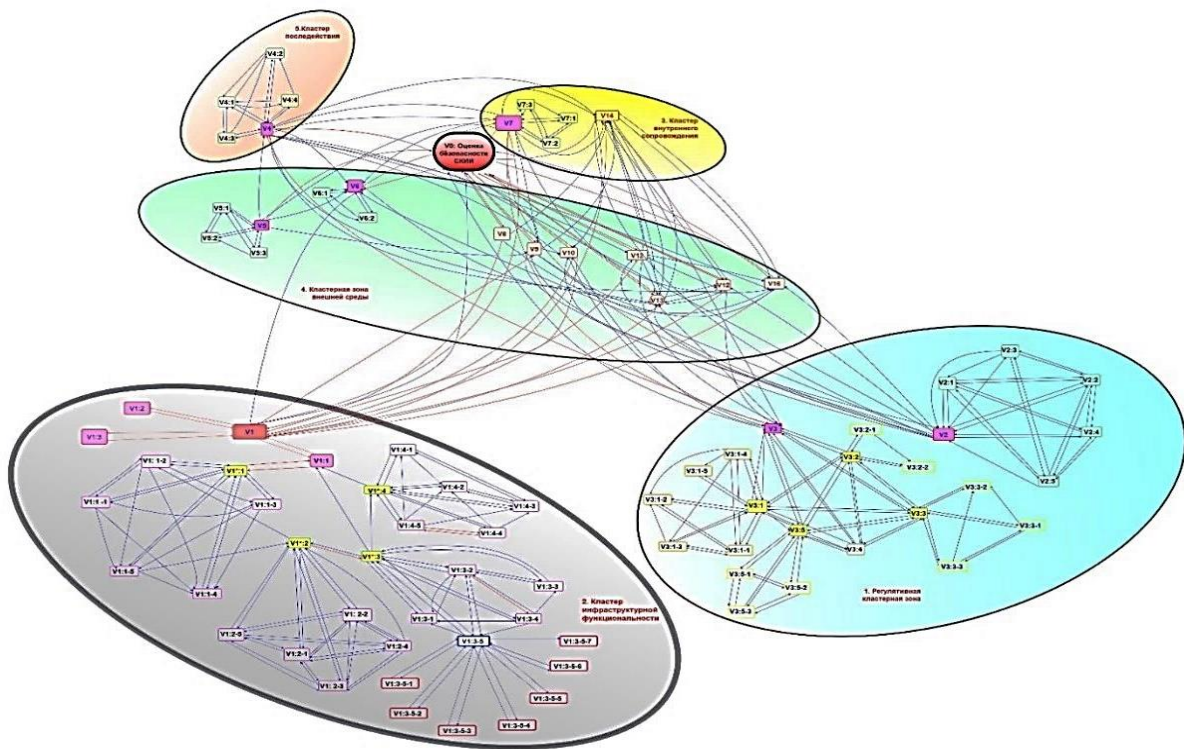 5.Кластер
последействия
V4:2
V4:1
V4:4
V4:3
V4
V7:3
V7
V7:1
V7:2
V14
3. Кластер
внутреннего
сопровождения
V0: Оценка
безопасности
V6:1
V6
V6:2
V5:1
V5
V5:2
V5:3
V8
V9
V10
V12
V16
4. Кластерная зона
внешней среды
V1:2
V1
V1:3
V1:1
V1: 1-2
V1:1 -1
V1:1-3
V1:1-5
V1:1-4
V1:4-1
V1:4-2
V1:4-3
V1:4-5
V1:4-4
V1*:2
V1:3-2
V1:3-3
V1:3-1
V1:3-4
V1:3-5
2. Кластер
инфраструктурной
функциональности
V1: 2-2
V1:2-5
V1:2-1
V1:2-4
V1: 2-3
V1:3-5-7
V1:3-5-6
V1:3-5-5
V1:3-5-1
V1:3-5-2
V1:3-5-3
V1:3-5-4
V2:3
V2:1
V2:4
V2:5
V3:2-1
V3:2
V3:2-2
V3:1-4
V3:1-5
V3:1-2
V3:1
V3:1-3
V3:1-1
V3:5
V3:4
V3:3
V3:3-2
V3:3-1
V3:3-3
V3:5-1
V3:5-2
V3:5-3
1. Регулятивная
кластерная зона